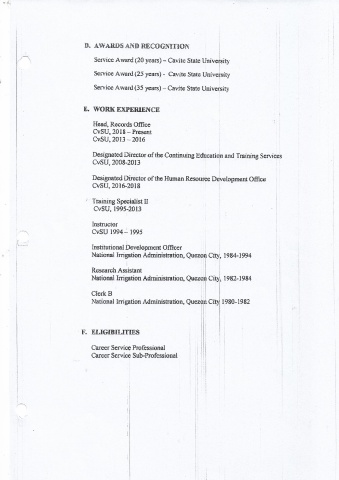 D. AWARDS AND RECOGNITION
Service Award (20 years) – Cavite State University
Service Award (25 years) - Cavite State University
Service Award (35 years) – Cavite State University
E. WORK EXPERIENCE
Head, Records Office
CvSU, 2018 – Present
CvSU, 2013 – 2016
Designated Director of the Continuing Education and Training Services
CvSU, 2008-2013
Designated Director of the Human Resource Development Office
CvSU, 2016-2018
Training Specialist II
CvSU, 1995-2013
Instructor
CvSU 1994 – 1995
Institutional Development Officer
National Irrigation Administration, Quezon City, 1984-1994
Research Assistant
National Irrigation Administration, Quezon City, 1982-1984
Clerk B
National Irrigation Administration, Quezon City 1980-1982
F. ELIGIBILITIES
Career Service Professional
Career Service Sub-Professional